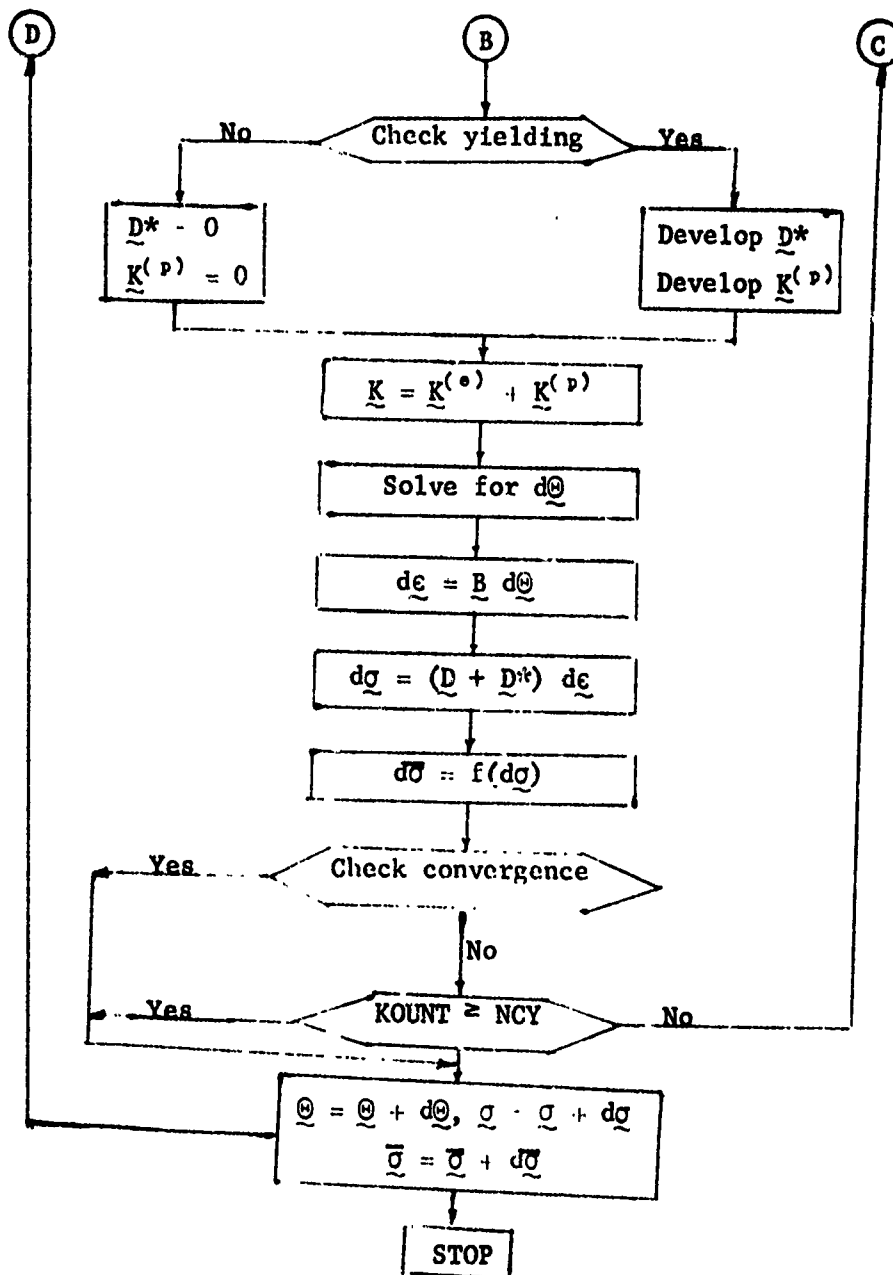 D
B
C
No
Check yielding
Yes
D* - 0
K(p) = 0
Develop D*
Develop K(p)
K = K(e) + K(p)
Solve for dΘ
dε = B dΘ
dσ = (D + D*) dε
dσ̄ = f(dσ)
Yes
Check convergence
No
Yes
KOUNT ≥ NCY
No
Θ = Θ + dΘ, σ - σ + dσ
σ̄ = σ̄ + dσ̄
STOP